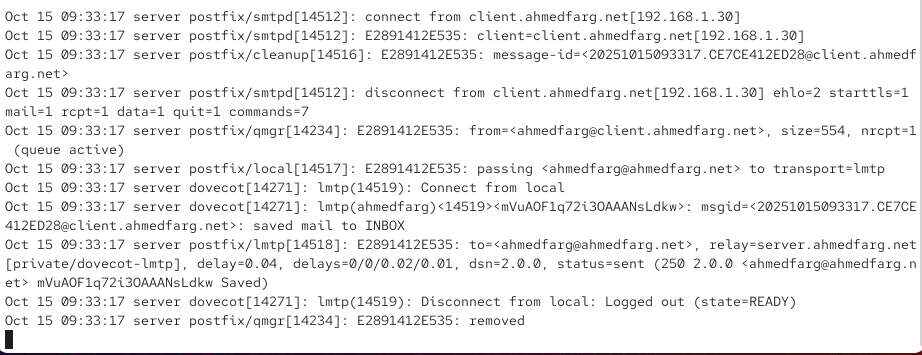 Oct 15 09:33:17 server postfix/smtpd[14512]: connect from client.ahmedfarg.net[192.168.1.30]
Oct 15 09:33:17 server postfix/smtpd[14512]: E2891412E535: client=client.ahmedfarg.net[192.168.1.30]
Oct 15 09:33:17 server postfix/cleanup[14516]: E2891412E535: message-id=<20251015093317.CE7CE412ED28@client.ahmedf
arg.net>
Oct 15 09:33:17 server postfix/smtpd[14512]: disconnect from client.ahmedfarg.net[192.168.1.30] ehlo=2 starttls=1
mail=1 rcpt=1 data=1 quit=1 commands=7
Oct 15 09:33:17 server postfix/qmgr[14234]: E2891412E535: from=<ahmedfarg@client.ahmedfarg.net>, size=554, nrcpt=1
(queue active)
Oct 15 09:33:17 server postfix/local[14517]: E2891412E535: passing <ahmedfarg@ahmedfarg.net> to transport=lmtp
Oct 15 09:33:17 server dovecot[14271]: lmtp(14519): Connect from local
Oct 15 09:33:17 server dovecot[14271]: lmtp(ahmedfarg)<14519><mVuAOF1q72i3OAAANsLdkw>: msgid=<20251015093317.CE7CE
412ED28@client.ahmedfarg.net>: saved mail to INBOX
Oct 15 09:33:17 server postfix/lmtp[14518]: E2891412E535: to=<ahmedfarg@ahmedfarg.net>, relay=server.ahmedfarg.net
[private/dovecot-lmtp], delay=0.04, delays=0/0/0.02/0.01, dsn=2.0.0, status=sent (250 2.0.0 <ahmedfarg@ahmedfarg.n
et> mVuAOF1q72i3OAAANsLdkw Saved)
Oct 15 09:33:17 server dovecot[14271]: lmtp(14519): Disconnect from local: Logged out (state=READY)
Oct 15 09:33:17 server postfix/qmgr[14234]: E2891412E535: removed